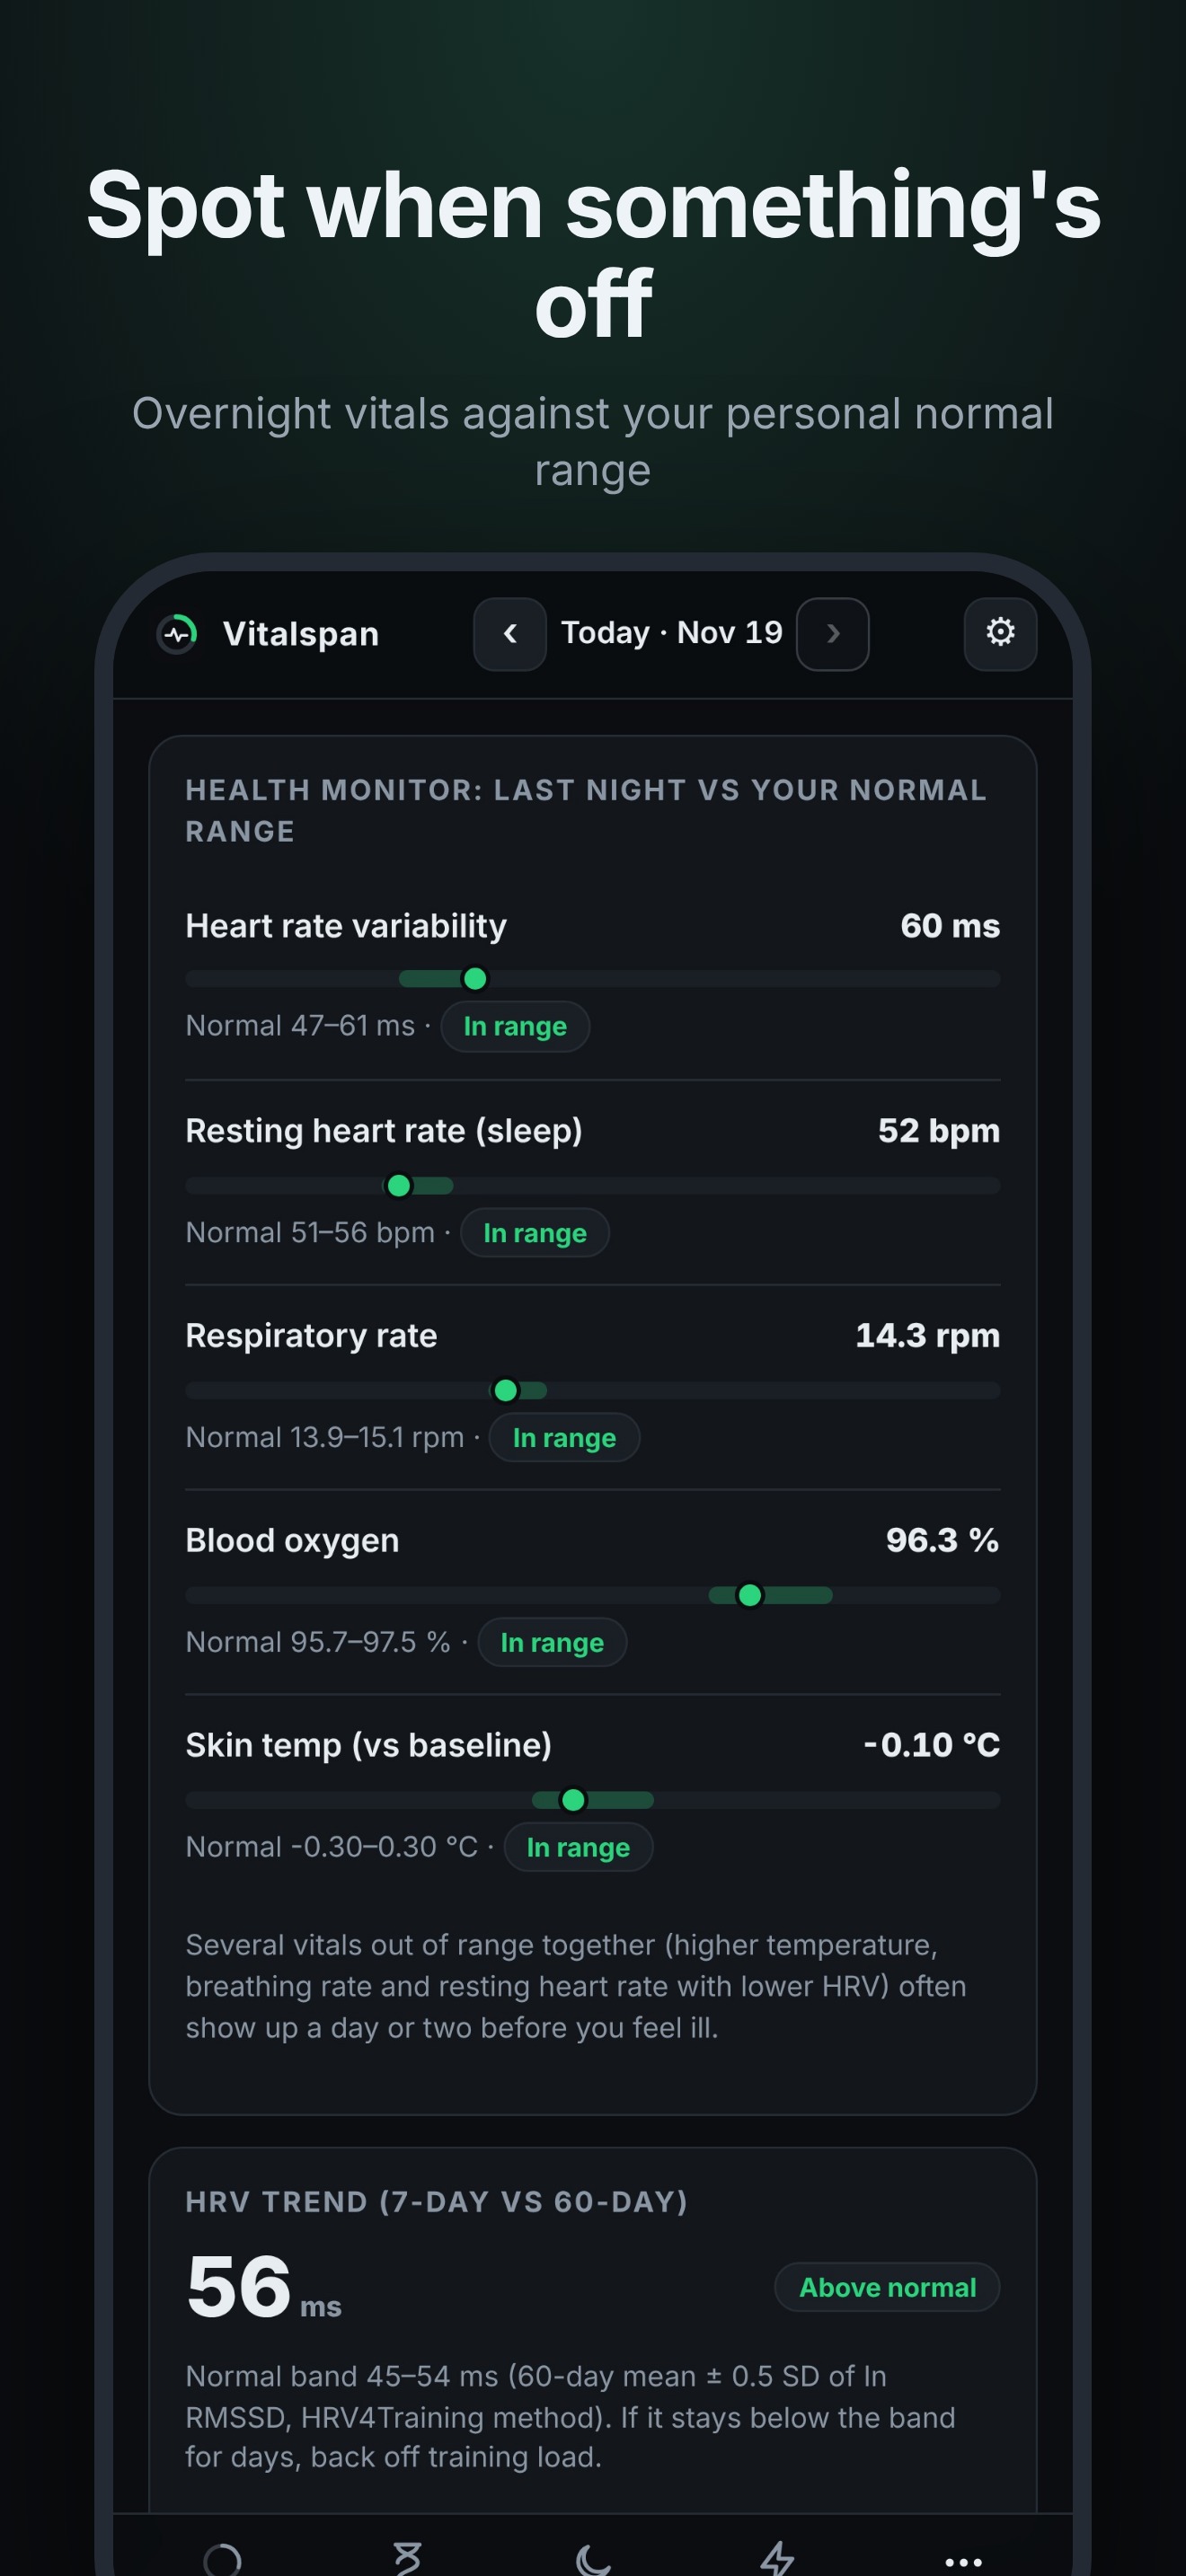 Spot when something's
off
Overnight vitals against your personal normal
range
Vitalspan
‹ Today · Nov 19 ›
HEALTH MONITOR: LAST NIGHT VS YOUR NORMAL
RANGE
Heart rate variability 60 ms
Normal 47–61 ms · In range
Resting heart rate (sleep) 52 bpm
Normal 51–56 bpm · In range
Respiratory rate 14.3 rpm
Normal 13.9–15.1 rpm · In range
Blood oxygen 96.3 %
Normal 95.7–97.5 % · In range
Skin temp (vs baseline) -0.10 °C
Normal -0.30–0.30 °C · In range
Several vitals out of range together (higher temperature,
breathing rate and resting heart rate with lower HRV) often
show up a day or two before you feel ill.
HRV TREND (7-DAY VS 60-DAY)
56 ms Above normal
Normal band 45–54 ms (60-day mean ± 0.5 SD of ln
RMSSD, HRV4Training method). If it stays below the band
for days, back off training load.